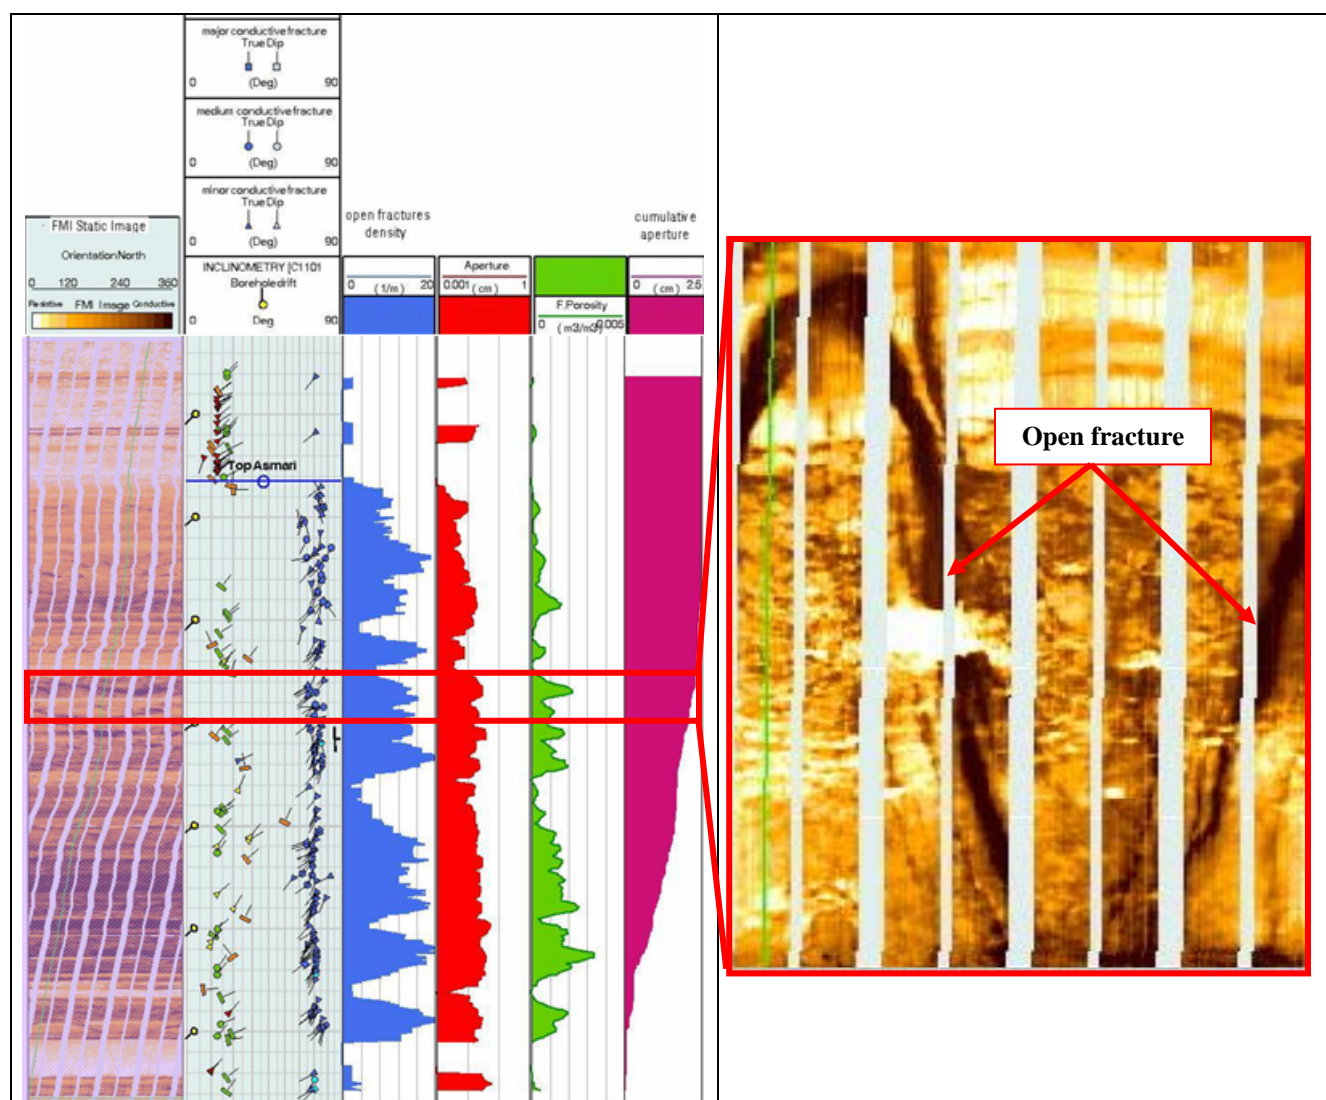 major conductive fracture
True Dip
0 (Deg) 90
medium conductive fracture
True Dip
0 (Deg) 90
minor conductive fracture
True Dip
0 (Deg) 90
FMI Static Image
Orientation North
0 120 240 360
Resistive FMI Image Conductive
INCLINOMETRY [C1101
Borehole drift
Deg
0 90
open fractures
density
0 (1/m) 20
Aperture
0.001 (cm) 1
F.Porosity
0 (m3/m3) 0.005
cumulative
aperture
0 (cm) 2.5
Top Asmari
Open fracture